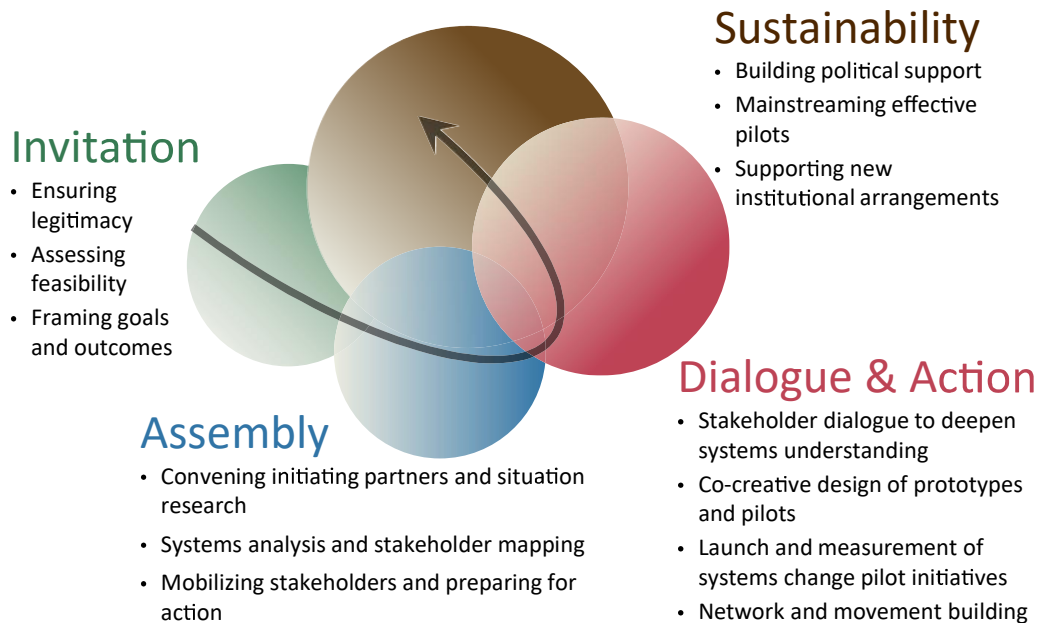 Invitation
• Ensuring
legitimacy
• Assessing
feasibility
• Framing goals
and outcomes
Assembly
• Convening initiating partners and situation
research
• Systems analysis and stakeholder mapping
• Mobilizing stakeholders and preparing for
action
Dialogue & Action
• Stakeholder dialogue to deepen
systems understanding
• Co-creative design of prototypes
and pilots
• Launch and measurement of
systems change pilot initiatives
• Network and movement building
Sustainability
• Building political support
• Mainstreaming effective
pilots
• Supporting new
institutional arrangements